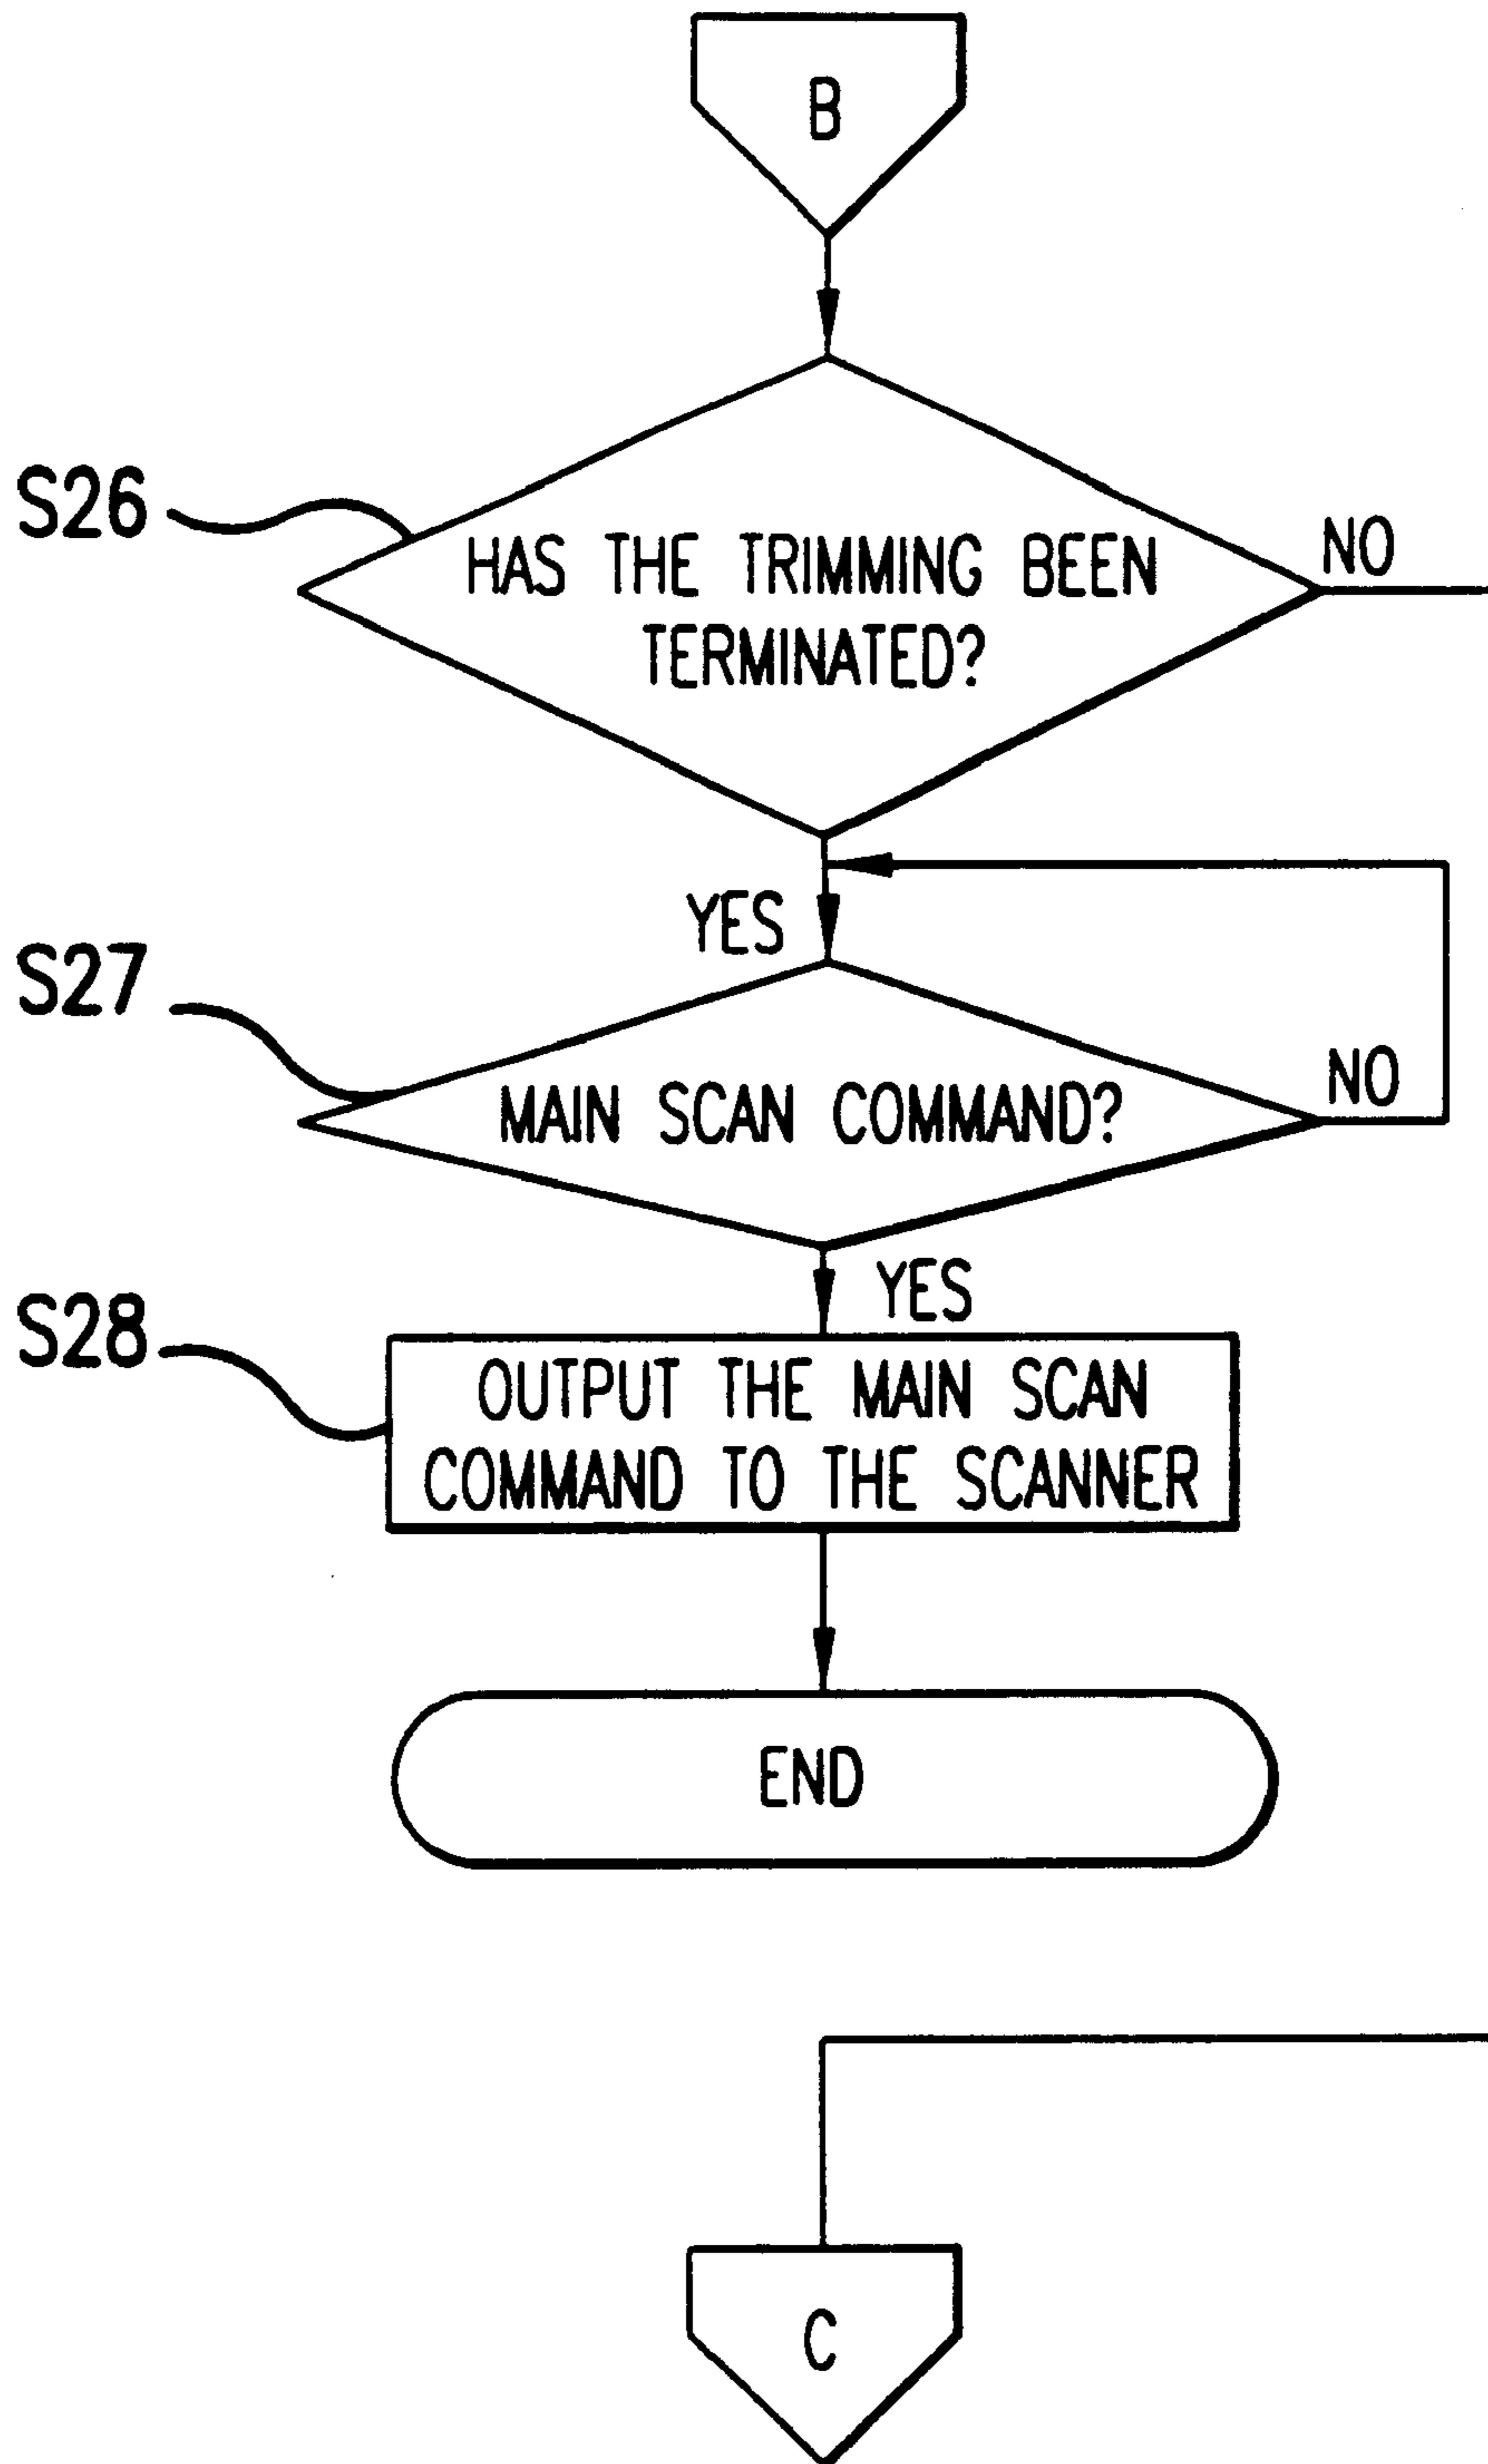 B
S26
HAS THE TRIMMING BEEN
TERMINATED?
NO
YES
S27
MAIN SCAN COMMAND?
NO
YES
S28
OUTPUT THE MAIN SCAN
COMMAND TO THE SCANNER
END
C